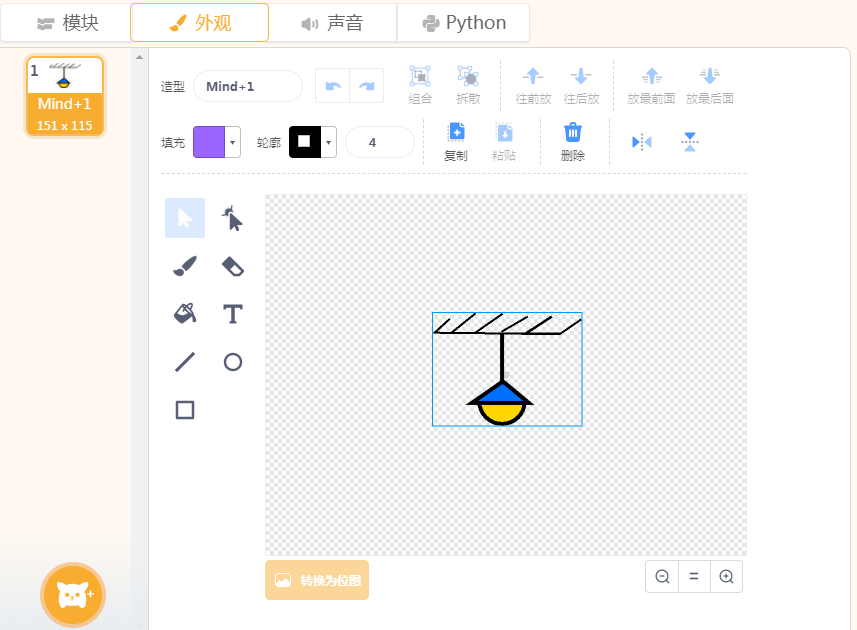 模块
外观
声音
Python
1
Mind+1
151 x 115
造型
Mind+1
组合
拆散
往前放
往后放
放最前面
放最后面
填充
轮廓
4
复制
粘贴
删除
T
转换为位图